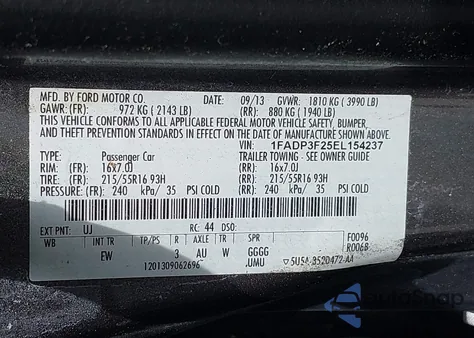 MFD. BY FORD MOTOR CO. DATE: 09/13 GVWR: 1810 KG ( 3990 LB)
GAWR: (FR): 972 KG ( 2143 LB) (RR): 880 KG ( 1940 LB)
THIS VEHICLE CONFORMS TO ALL APPLICABLE FEDERAL MOTOR VEHICLE SAFETY, BUMPER,
AND THEFT PREVENTION STANDARDS IN EFFECT ON THE DATE OF MANUFACTURE SHOWN ABOVE.
VIN: 1FADP3F25EL154237
TYPE: Passenger Car TRAILER TOWING - SEE OWNER GUIDE
RIM: (FR): 16x7.0J (RR): 16x7.0J
TIRE: (FR): 215/55R16 93H (RR): 215/55R16 93H
PRESSURE: (FR): 240 kPa/ 35 PSI COLD (RR): 240 kPa/ 35 PSI COLD
EXT PNT: UJ RC: 44 DSO: F0096
WB INT TR TP/PS R AXLE TR SPR R006B
EW 3 AU W GGGG
1201309062696 .UMU
AutoSnap